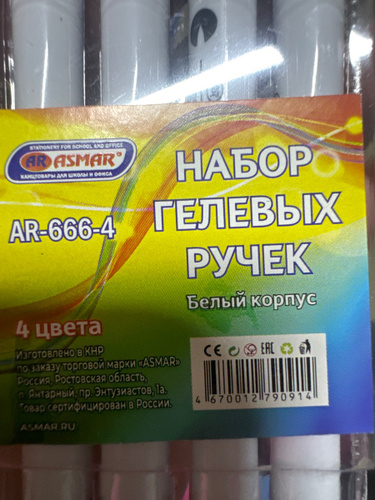 STATIONERY FOR SCHOOL AND OFFICE
AR ASMAR®
КАНЦТОВАРЫ ДЛЯ ШКОЛЫ И ОФИСА
AR-666-4
НАБОР
ГЕЛЕВЫХ
РУЧЕК
Белый корпус
4 цвета
Изготовлено в КНР
по заказу торговой марки «ASMAR»
Россия, Ростовская область,
п. Янтарный, пр. Энтузиастов, 1а.
Товар сертифицирован в России.
ASMAR.RU
CE EAC
4 670012 790914